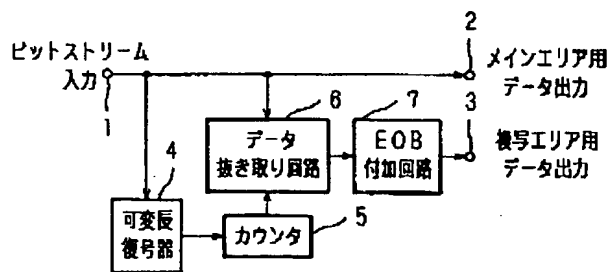 ビットストリーム
入力
1
2
メインエリア用
データ出力
6
7
3
データ
抜き取り回路
EOB
付加回路
複写エリア用
データ出力
4
可変長
復号器
カウンタ
5